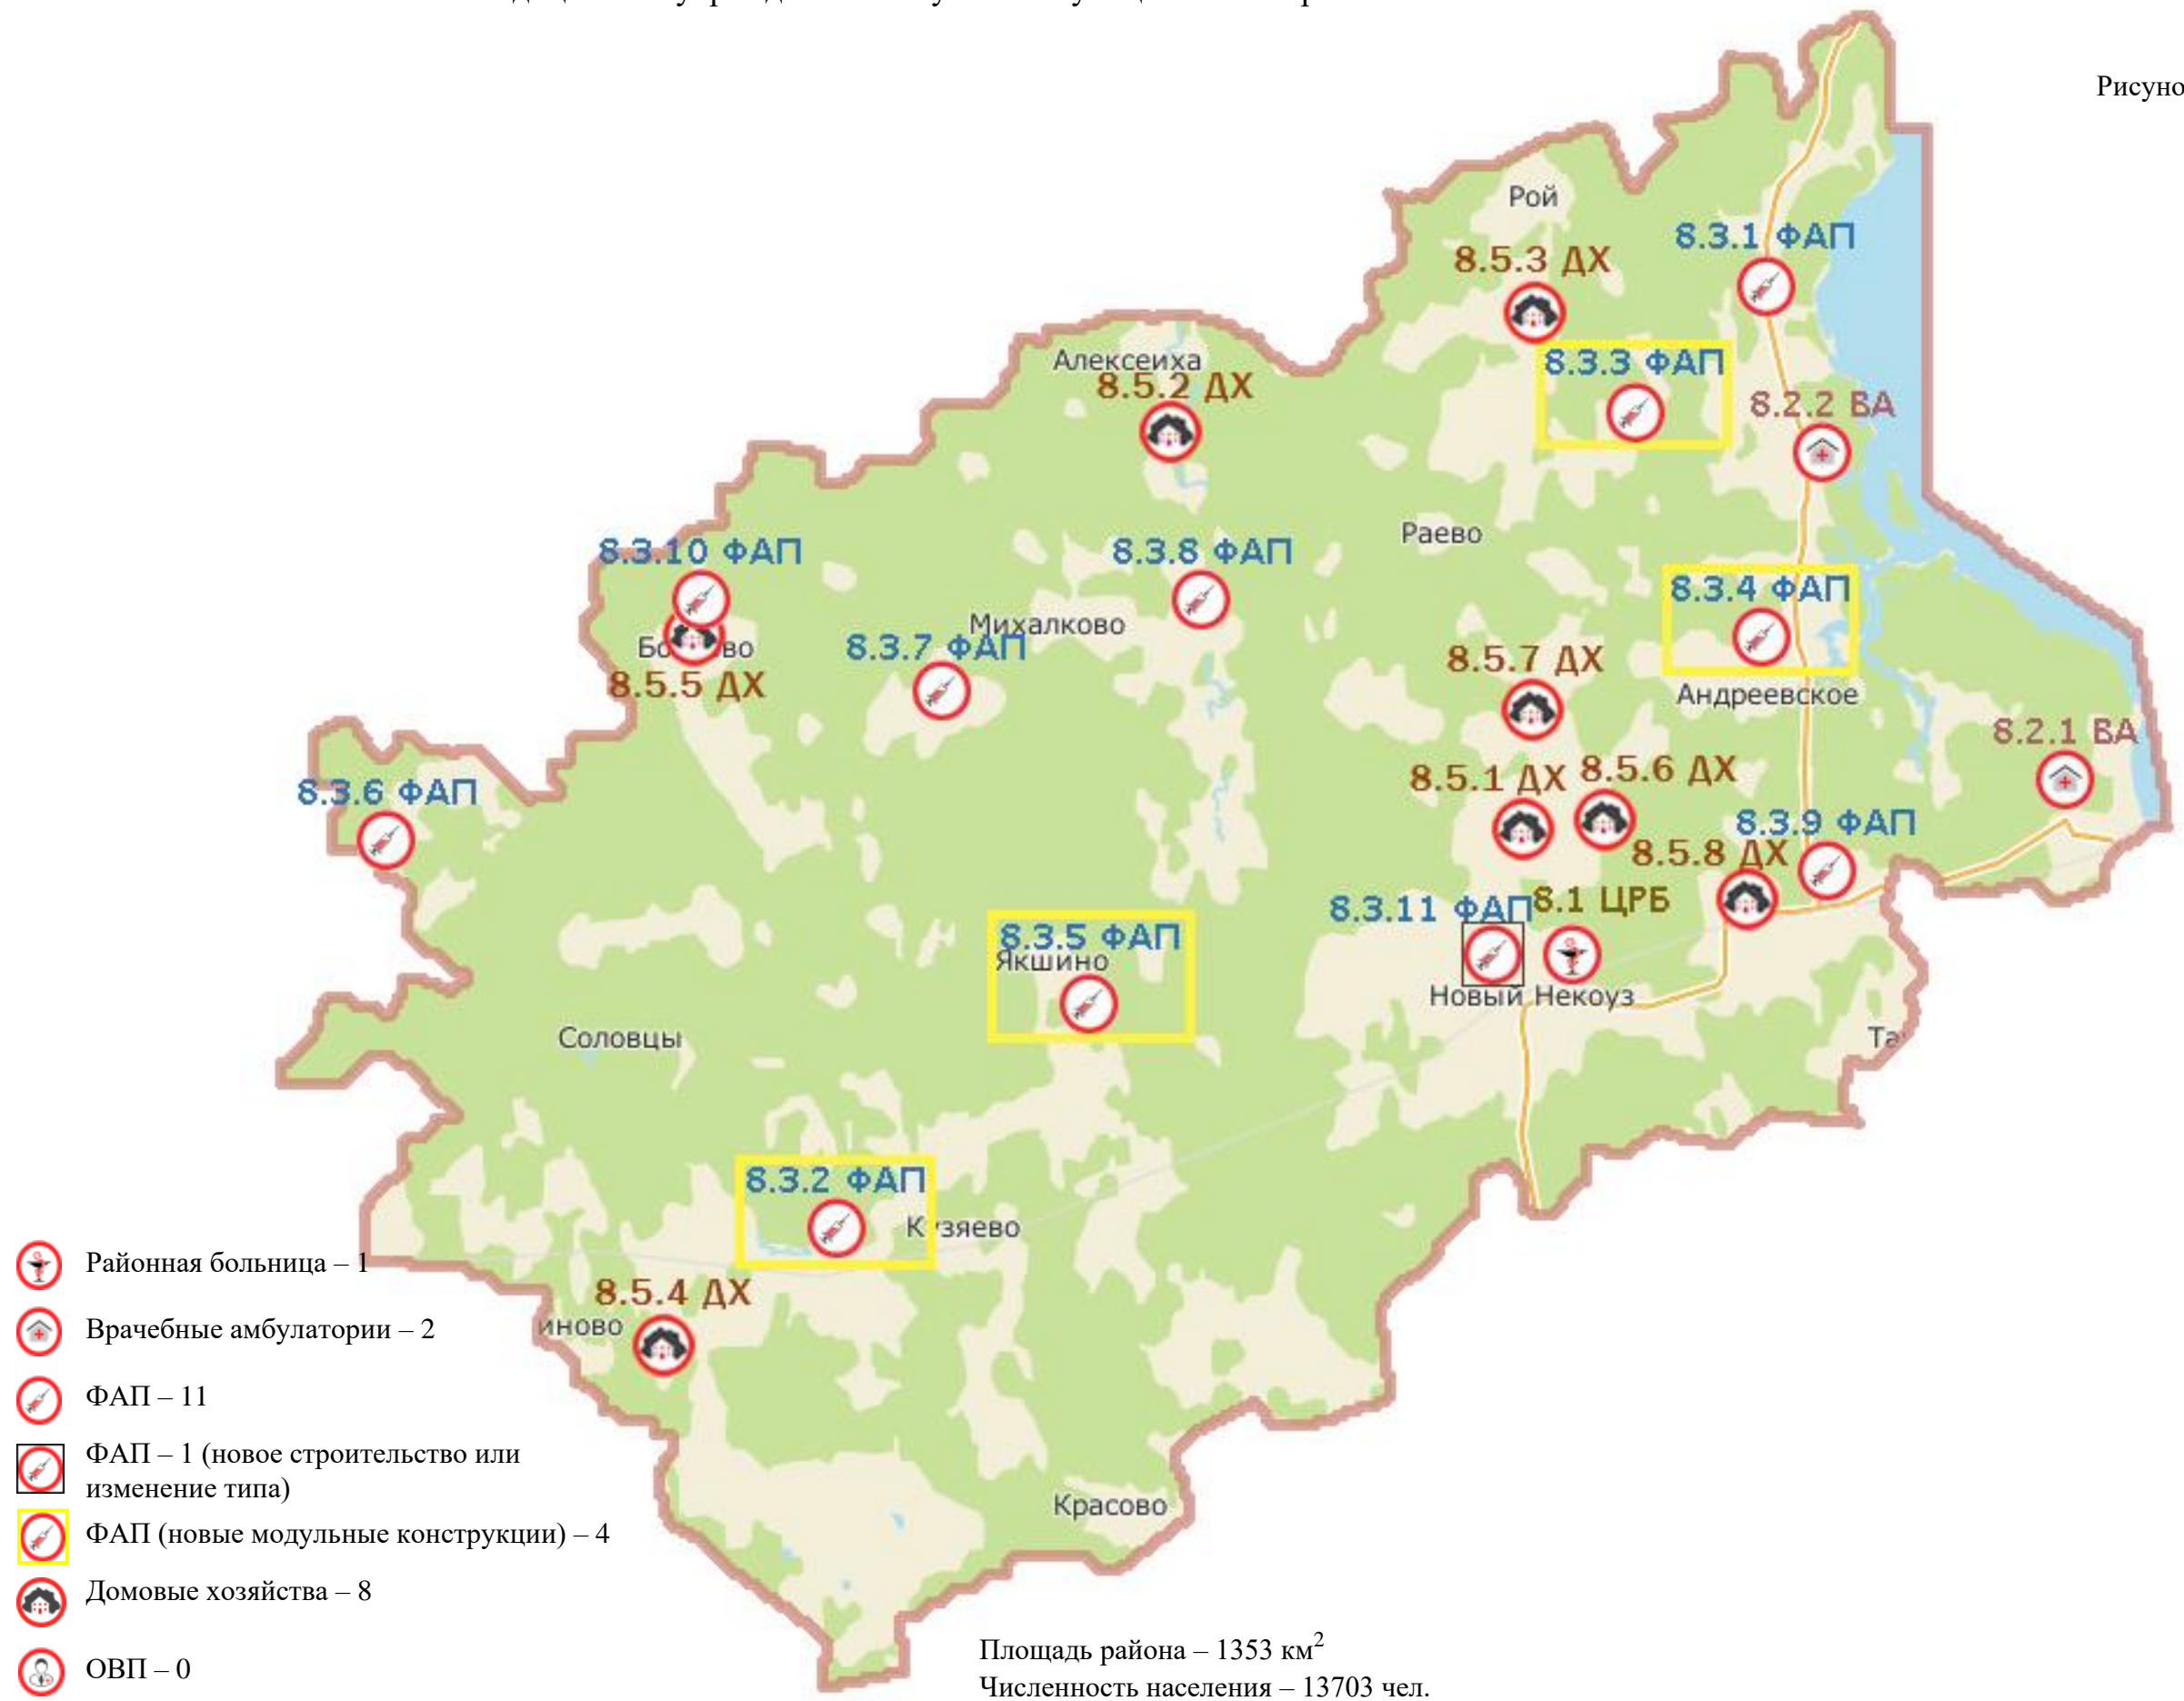 Рисуно
Рой
8.3.1 ФАП
8.5.3 ДХ
Алексеиха
8.3.3 ФАП
8.5.2 ДХ
8.2.2 ВА
Раево
8.3.10 ФАП
8.3.8 ФАП
8.3.4 ФАП
Михалково
8.3.7 ФАП
8.5.7 ДХ
8.5.5 ДХ
Андреевское
8.2.1 ВА
8.5.1 ДХ
8.5.6 ДХ
8.3.6 ФАП
8.3.9 ФАП
8.5.8 ДХ
8.3.11 ФАП
8.1 ЦРБ
8.3.5 ФАП
Якшино
Новый Некоуз
Соловцы
Та
8.3.2 ФАП
Кузяево
8.5.4 ДХ
иново
Красово
Районная больница – 1
Врачебные амбулатории – 2
ФАП – 11
ФАП – 1 (новое строительство или
изменение типа)
ФАП (новые модульные конструкции) – 4
Домовые хозяйства – 8
ОВП – 0
Площадь района – 1353 км²
Численность населения – 13703 чел.